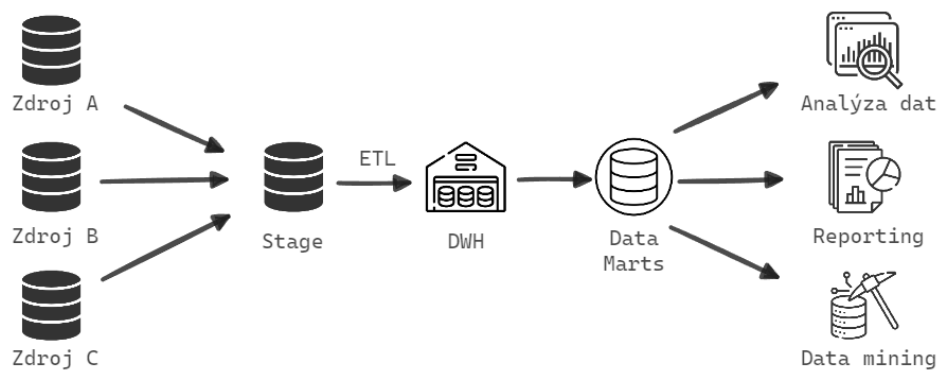 Zdroj A
Zdroj B
Zdroj C
Stage
ETL
DWH
Data
Marts
Analýza dat
Reporting
Data mining